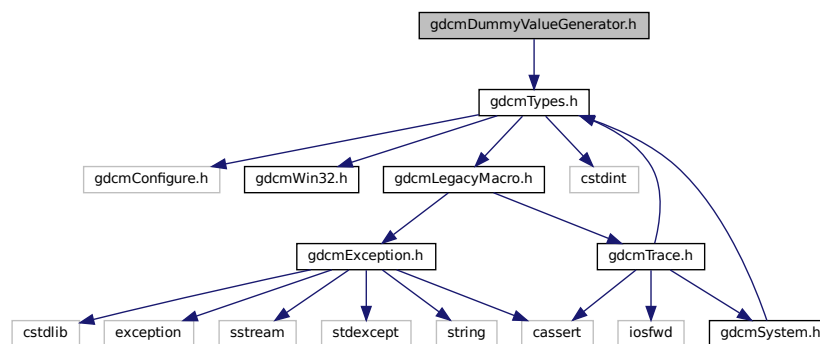 gdcmDummyValueGenerator.h
gdcmTypes.h
gdcmConfigure.h
gdcmWin32.h
gdcmLegacyMacro.h
cstdint
gdcmException.h
gdcmTrace.h
cstdlib
exception
sstream
stdexcept
string
cassert
iosfwd
gdcmSystem.h